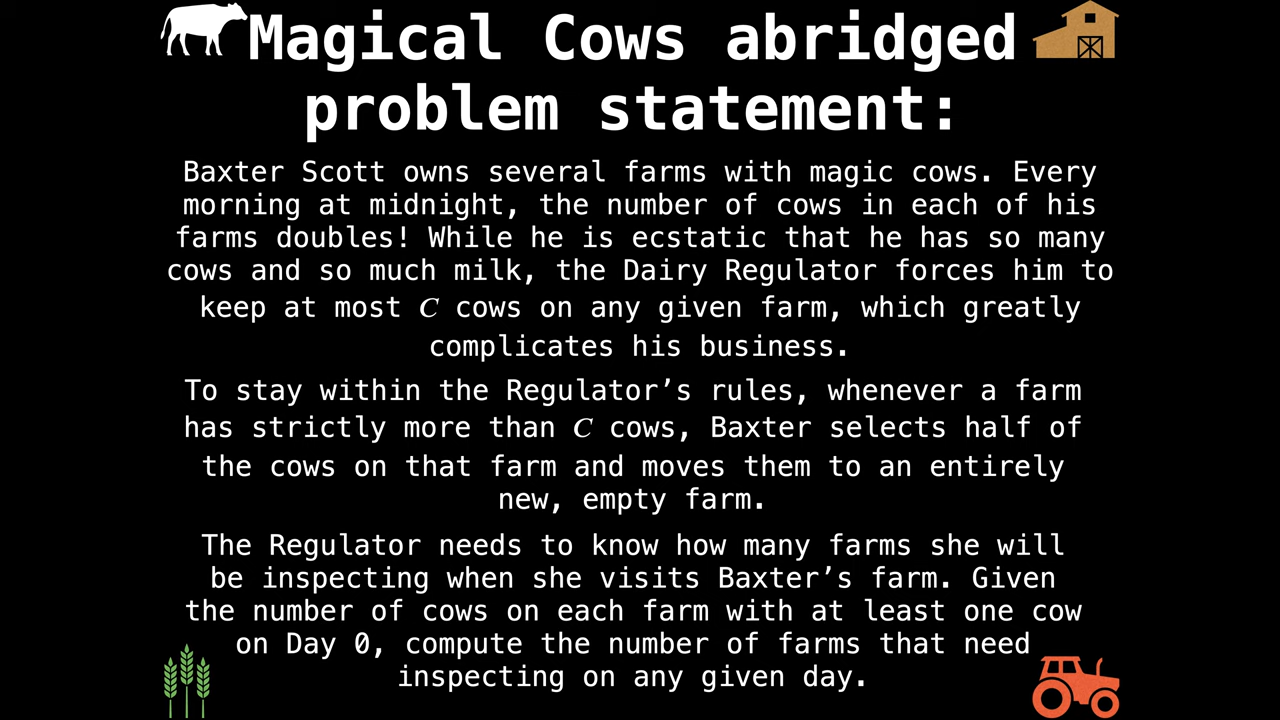 Magical Cows abridged
problem statement:
Baxter Scott owns several farms with magic cows. Every
morning at midnight, the number of cows in each of his
farms doubles! While he is ecstatic that he has so many
cows and so much milk, the Dairy Regulator forces him to
keep at most C cows on any given farm, which greatly
complicates his business.
To stay within the Regulator’s rules, whenever a farm
has strictly more than C cows, Baxter selects half of
the cows on that farm and moves them to an entirely
new, empty farm.
The Regulator needs to know how many farms she will
be inspecting when she visits Baxter’s farm. Given
the number of cows on each farm with at least one cow
on Day 0, compute the number of farms that need
inspecting on any given day.